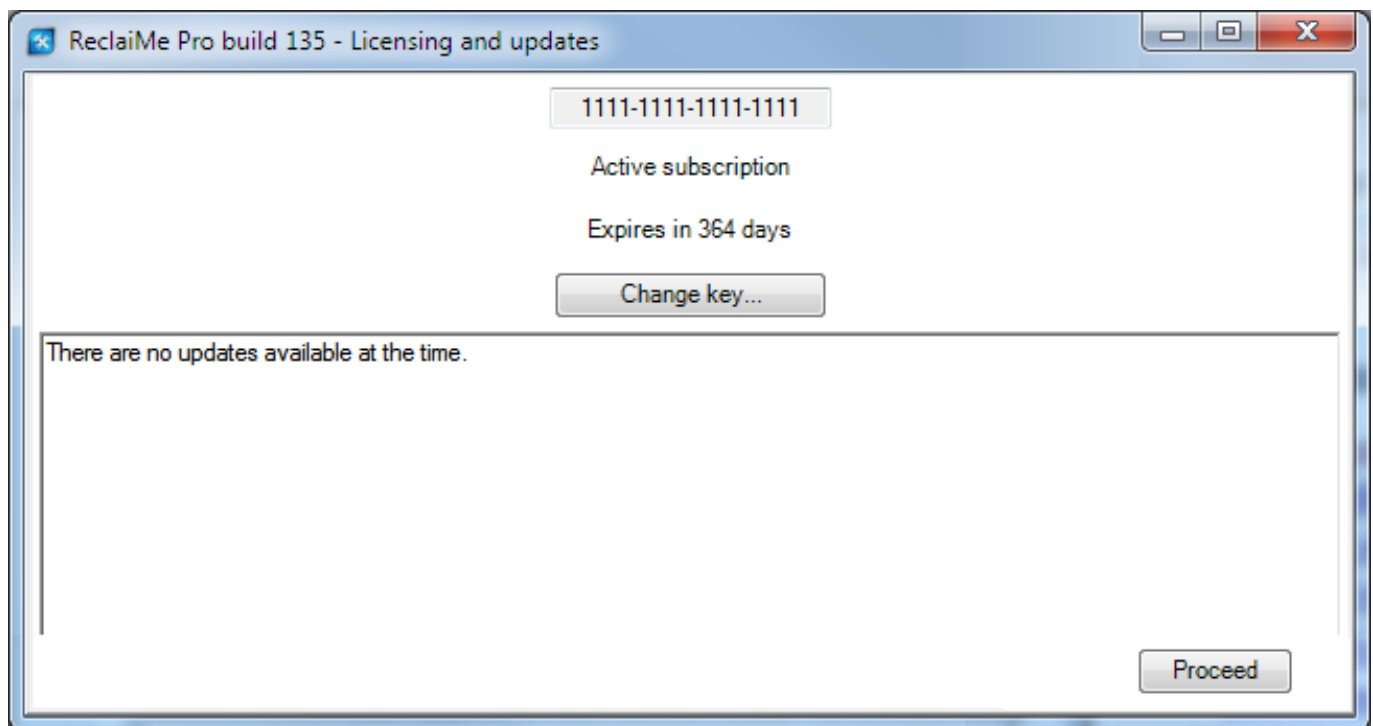 ReclaiMe Pro build 135 - Licensing and updates
1111-1111-1111-1111
Active subscription
Expires in 364 days
Change key...
There are no updates available at the time.
Proceed